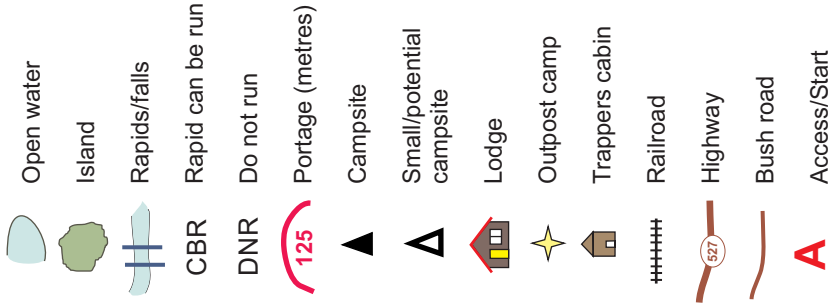 Open water
Island
Rapids/falls
CBR Rapid can be run
DNR Do not run
125 Portage (metres)
Campsite
Small/potential
campsite
Lodge
Outpost camp
Trappers cabin
Railroad
527 Highway
Bush road
A Access/Start